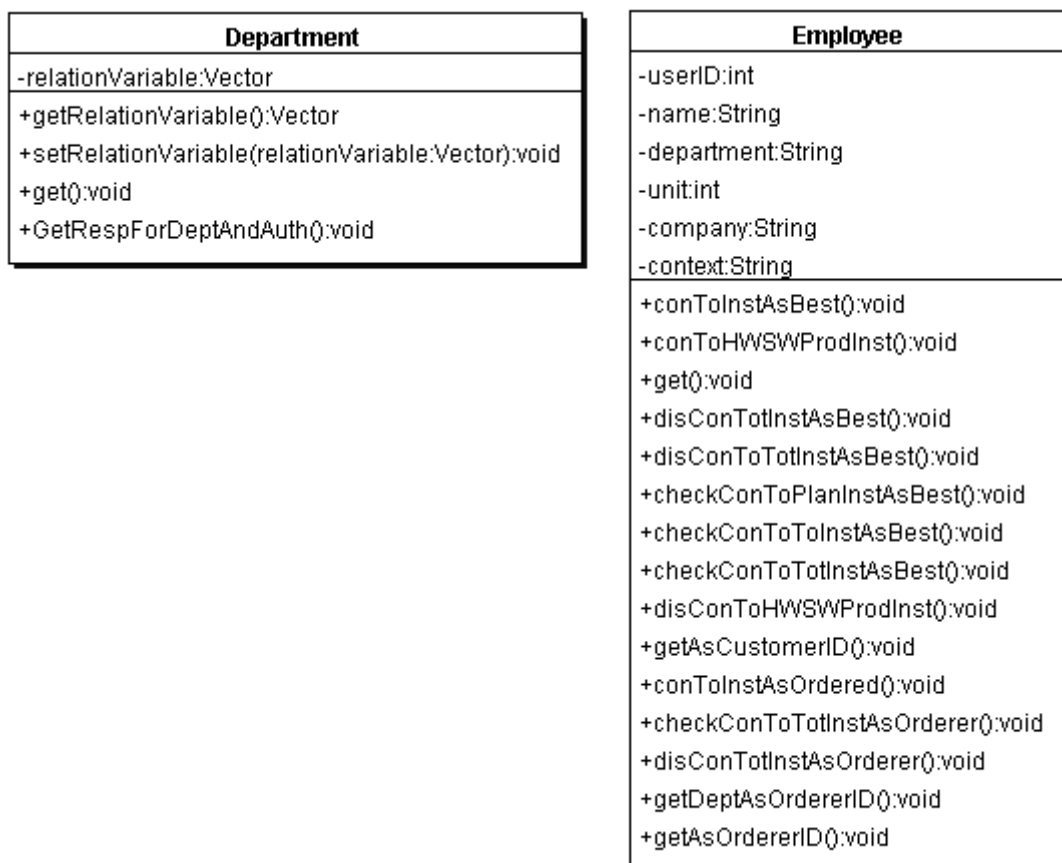 Department
-relationVariable:Vector
+getRelationVariable():Vector
+setRelationVariable(relationVariable:Vector):void
+get():void
+GetRespForDeptAndAuth():void
Employee
-userID:int
-name:String
-department:String
-unit:int
-company:String
-context:String
+conToInstAsBest():void
+conToHWSWProdInst():void
+get():void
+disConTotInstAsBest():void
+disConToTotInstAsBest():void
+checkConToPlanInstAsBest():void
+checkConToToInstAsBest():void
+checkConToTotInstAsBest():void
+disConToHWSWProdInst():void
+getAsCustomerID():void
+conToInstAsOrdered():void
+checkConToTotInstAsOrderer():void
+disConTotInstAsOrderer():void
+getDeptAsOrdererID():void
+getAsOrdererID():void